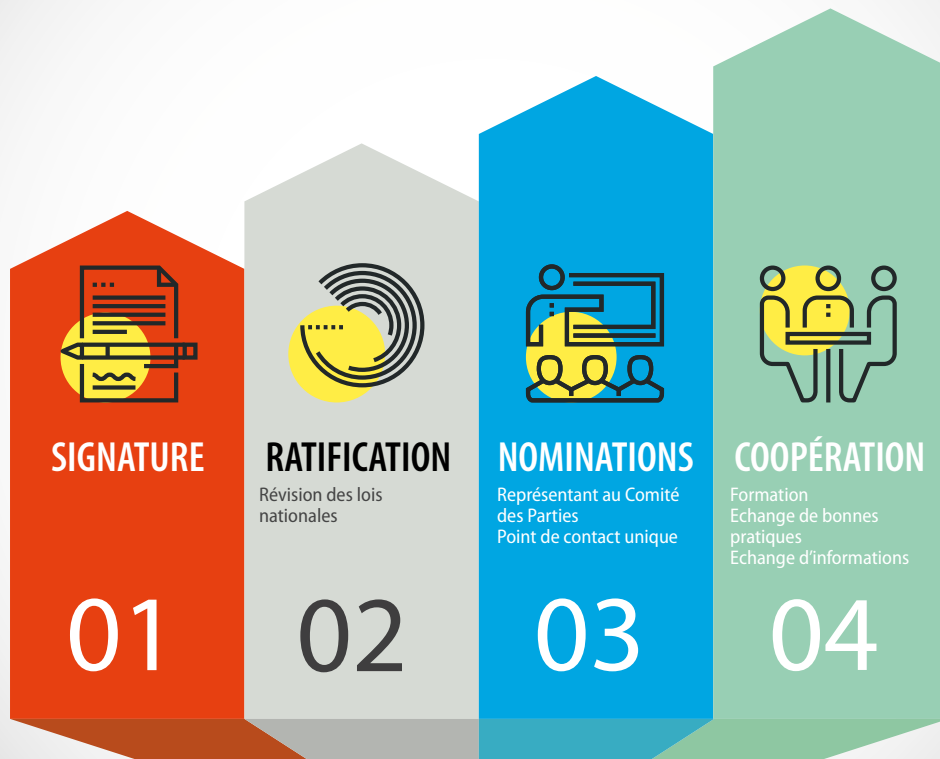 SIGNATURE
01
RATIFICATION
Révision des lois
nationales
02
NOMINATIONS
Représentant au Comité
des Parties
Point de contact unique
03
COOPÉRATION
Formation
Echange de bonnes
pratiques
Echange d’informations
04